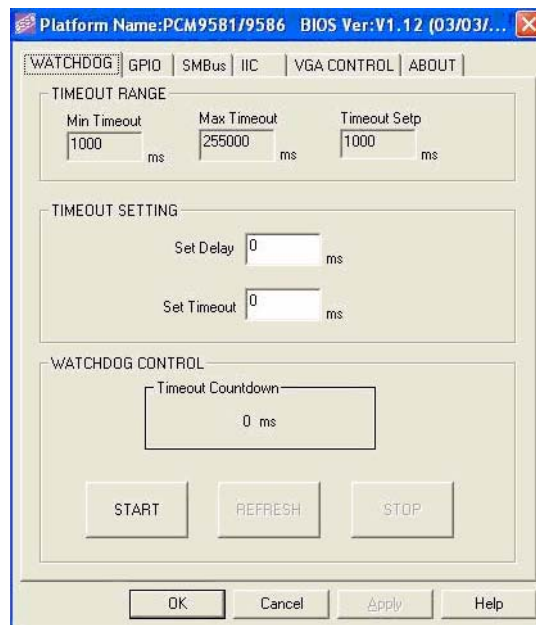 Platform Name:PCM9581/9586 BIOS Ver:V1.12 (03/03/...
WATCHDOG GPIO SMBus IIC VGA CONTROL ABOUT
TIMEOUT RANGE
Min Timeout Max Timeout Timeout Setp
1000 ms 255000 ms 1000 ms
TIMEOUT SETTING
Set Delay 0 ms
Set Timeout 0 ms
WATCHDOG CONTROL
Timeout Countdown
0 ms
START REFRESH STOP
OK Cancel Apply Help